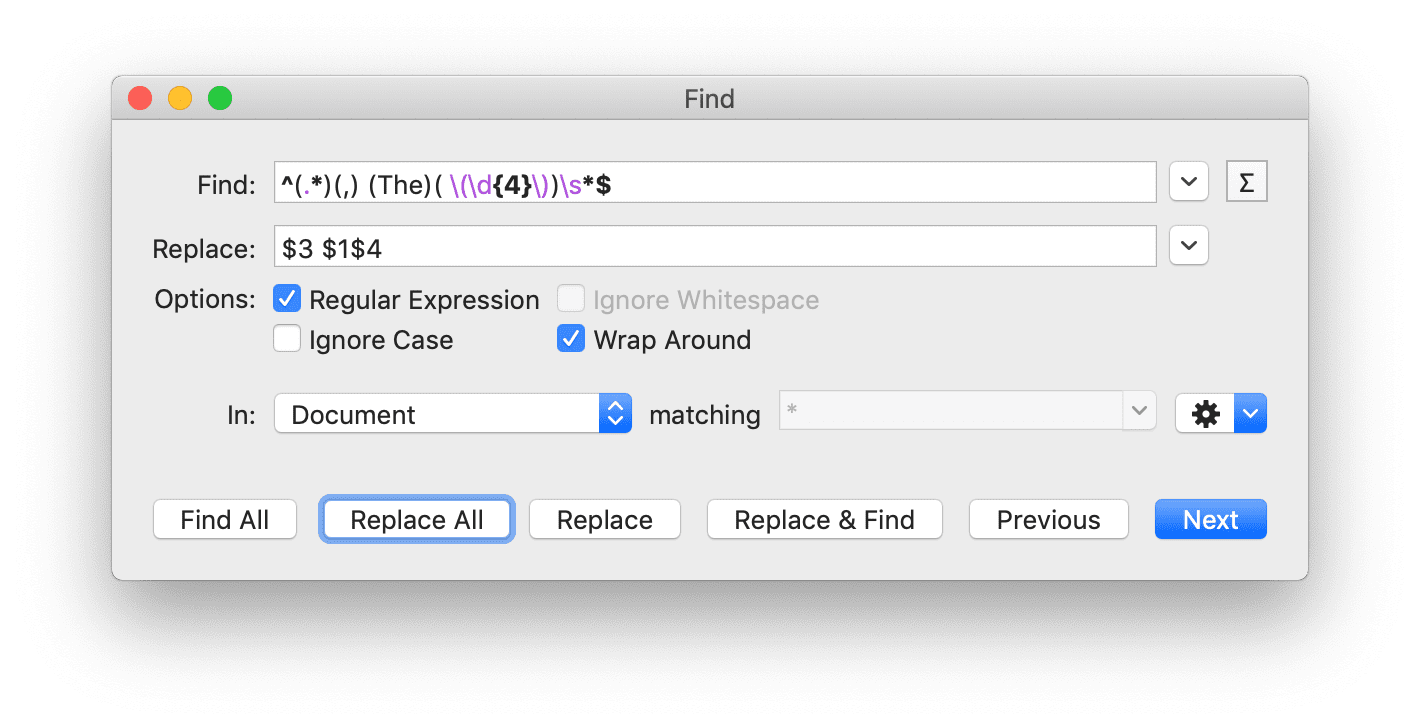 Find
Find: ^(.*)(,) (The)( \(\d{4}\))\s*$ Σ
Replace: $3 $1$4
Options: Regular Expression Ignore Whitespace
Ignore Case Wrap Around
In: Document matching *
Find All Replace All Replace Replace & Find Previous Next